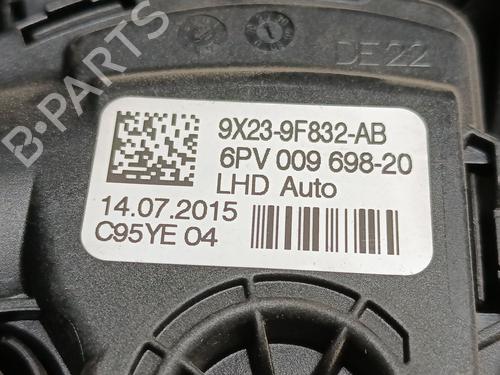 DE22
9X23-9F832-AB
6PV 009 698-20
LHD Auto
14.07.2015
C95YE 04
B-PARTS